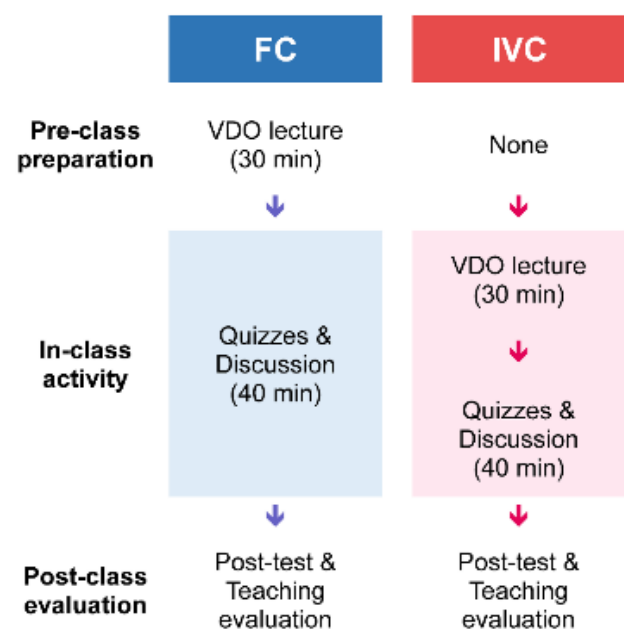 FC
IVC
Pre-class
preparation
VDO lecture
(30 min)
None
In-class
activity
Quizzes &
Discussion
(40 min)
VDO lecture
(30 min)
Quizzes &
Discussion
(40 min)
Post-class
evaluation
Post-test &
Teaching
evaluation
Post-test &
Teaching
evaluation